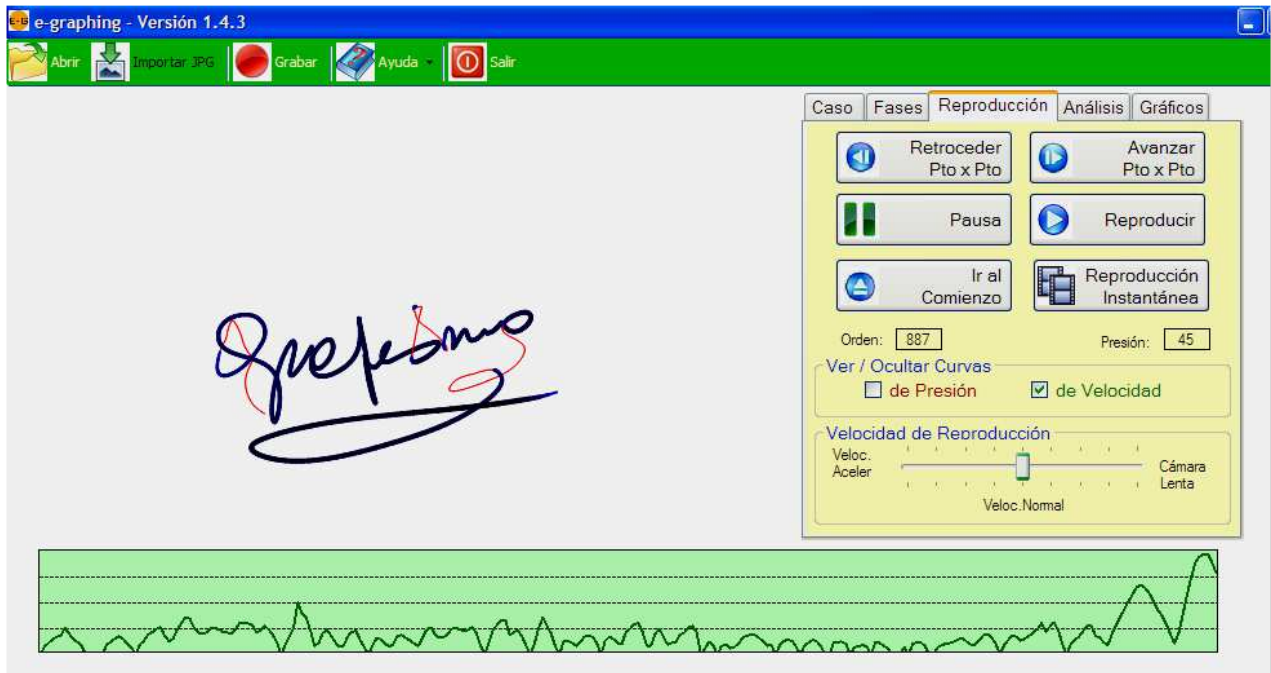 E-G e-graphing - Versión 1.4.3
Abrir Importar JPG Grabar Ayuda Salir
Caso Fases Reproducción Análisis Gráficos
Retroceder Avanzar
Pto x Pto Pto x Pto
Pausa Reproducir
Ir al Reproducción
Comienzo Instantánea
Orden: 887 Presión: 45
Ver / Ocultar Curvas
de Presión de Velocidad
Velocidad de Reproducción
Veloc. Cámara
Aceler Lenta
Veloc.Normal